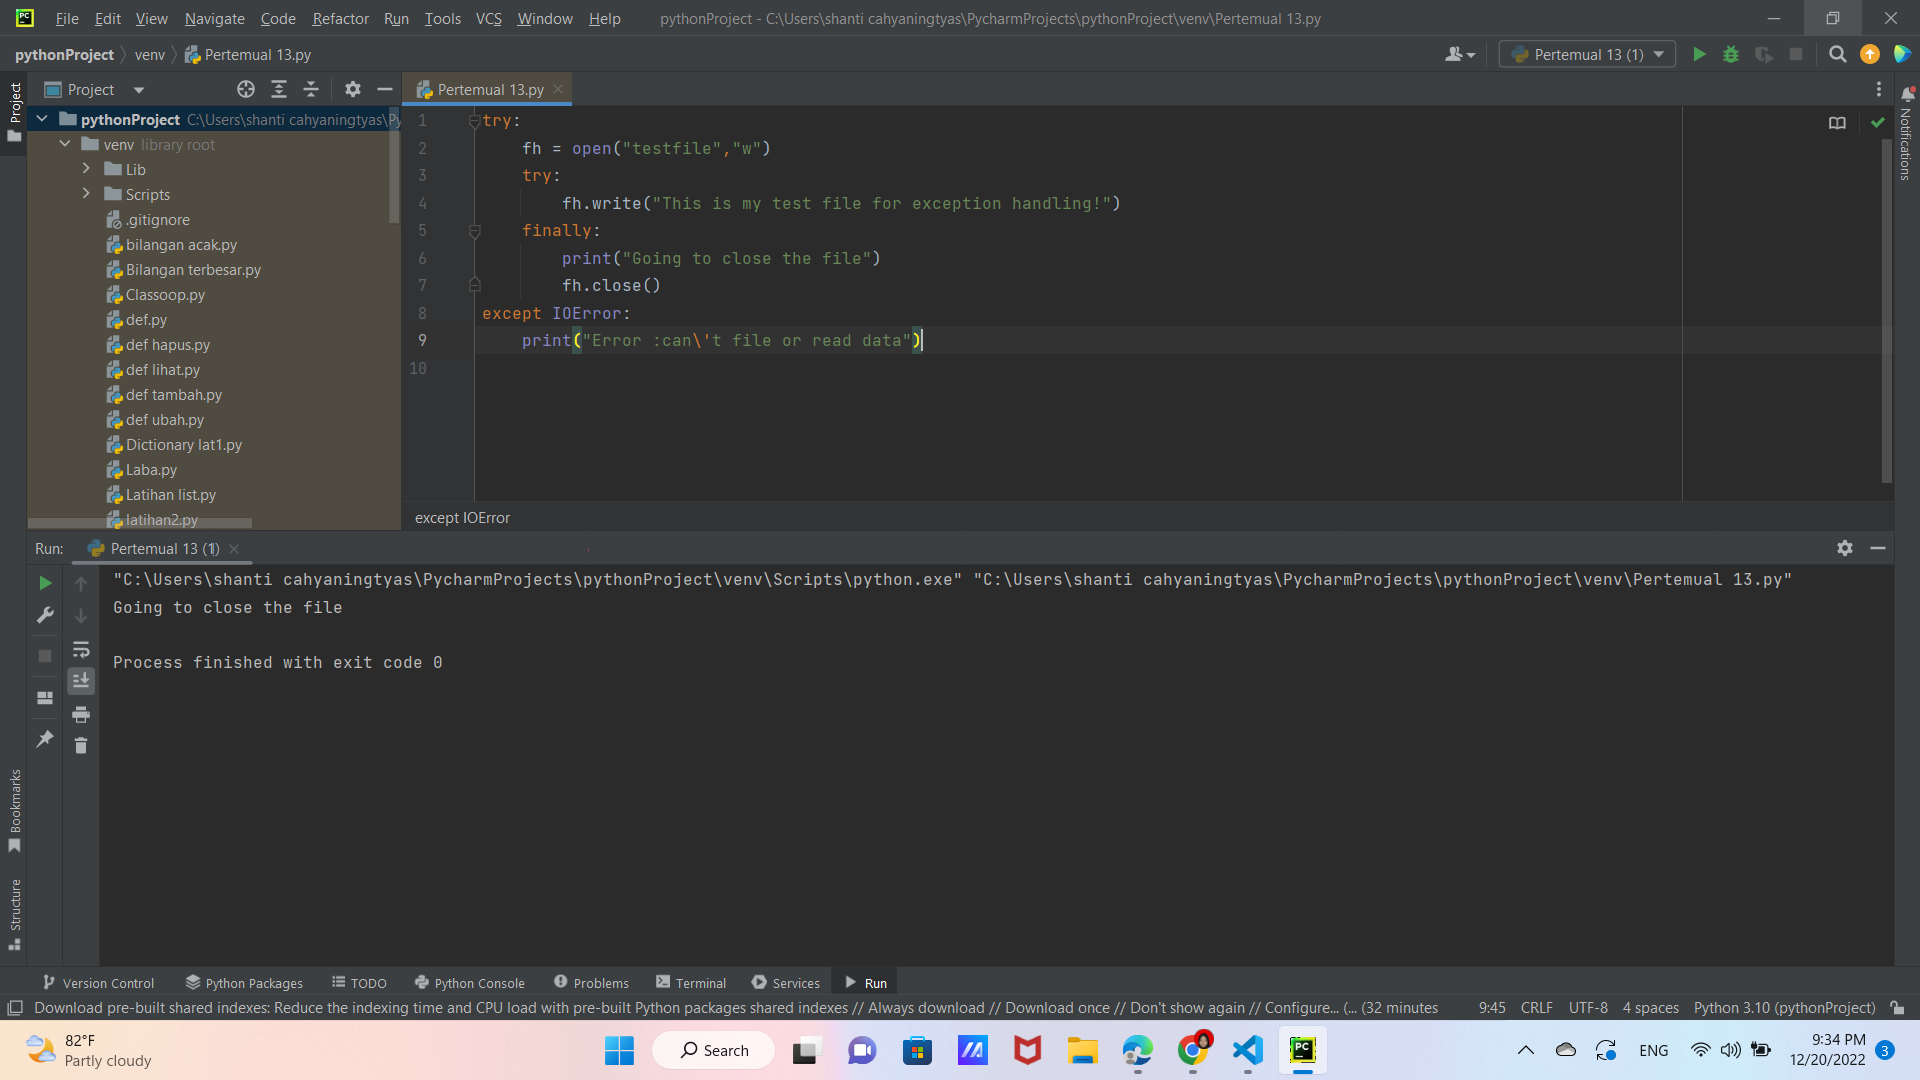 PC File Edit View Navigate Code Refactor Run Tools VCS Window Help pythonProject - C:\Users\shanti cahyaningtyas\PycharmProjects\pythonProject\venv\Pertemual 13.py
pythonProject venv Pertemual 13.py Pertemual 13 (1)
Project
Project
Pertemual 13.py
Notifications
pythonProject C:\Users\shanti cahyaningtyas\Py
venv library root
Lib
Scripts
.gitignore
bilangan acak.py
Bilangan terbesar.py
Classoop.py
def.py
def hapus.py
def lihat.py
def tambah.py
def ubah.py
Dictionary lat1.py
Laba.py
Latihan list.py
latihan2.py
1 try:
2     fh = open("testfile","w")
3     try:
4         fh.write("This is my test file for exception handling!")
5     finally:
6         print("Going to close the file")
7         fh.close()
8 except IOError:
9     print("Error :can\'t file or read data")
10
except IOError
Run: Pertemual 13 (1)
"C:\Users\shanti cahyaningtyas\PycharmProjects\pythonProject\venv\Scripts\python.exe" "C:\Users\shanti cahyaningtyas\PycharmProjects\pythonProject\venv\Pertemual 13.py"
Going to close the file
Process finished with exit code 0
Bookmarks
Structure
Version Control Python Packages TODO Python Console Problems Terminal Services Run
Download pre-built shared indexes: Reduce the indexing time and CPU load with pre-built Python packages shared indexes // Always download // Download once // Don't show again // Configure... (... (32 minutes 9:45 CRLF UTF-8 4 spaces Python 3.10 (pythonProject)
82°F
Partly cloudy
Search
PC
ENG
9:34 PM
12/20/2022
3